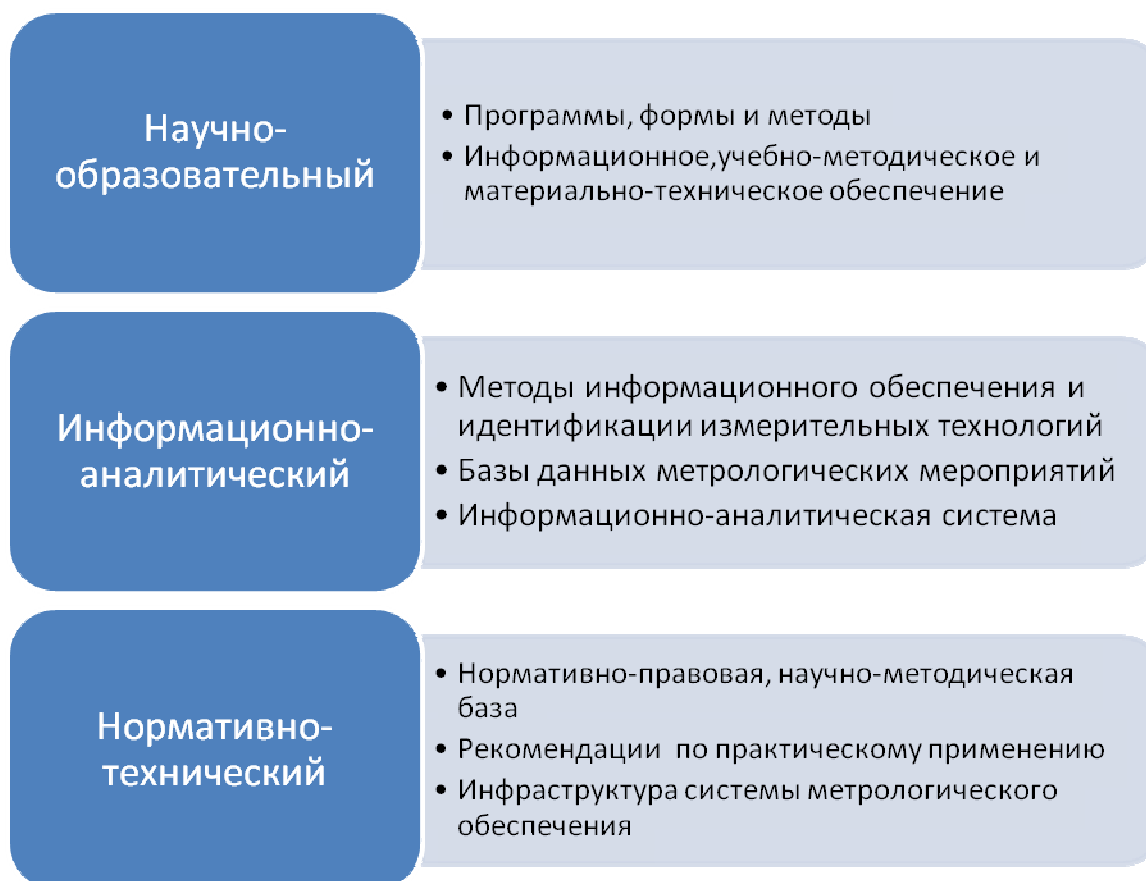 Научно-
образовательный
• Программы, формы и методы
• Информационное,учебно-методическое и
материально-техническое обеспечение
Информационно-
аналитический
• Методы информационного обеспечения и
идентификации измерительных технологий
• Базы данных метрологических мероприятий
• Информационно-аналитическая система
Нормативно-
технический
• Нормативно-правовая, научно-методическая
база
• Рекомендации по практическому применению
• Инфраструктура системы метрологического
обеспечения